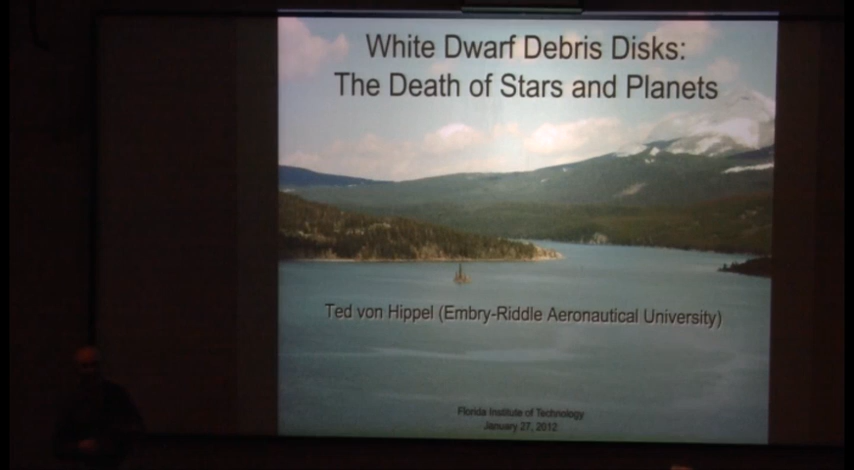 White Dwarf Debris Disks:
The Death of Stars and Planets
Ted von Hippel (Embry-Riddle Aeronautical University)
Florida Institute of Technology
January 27, 2012